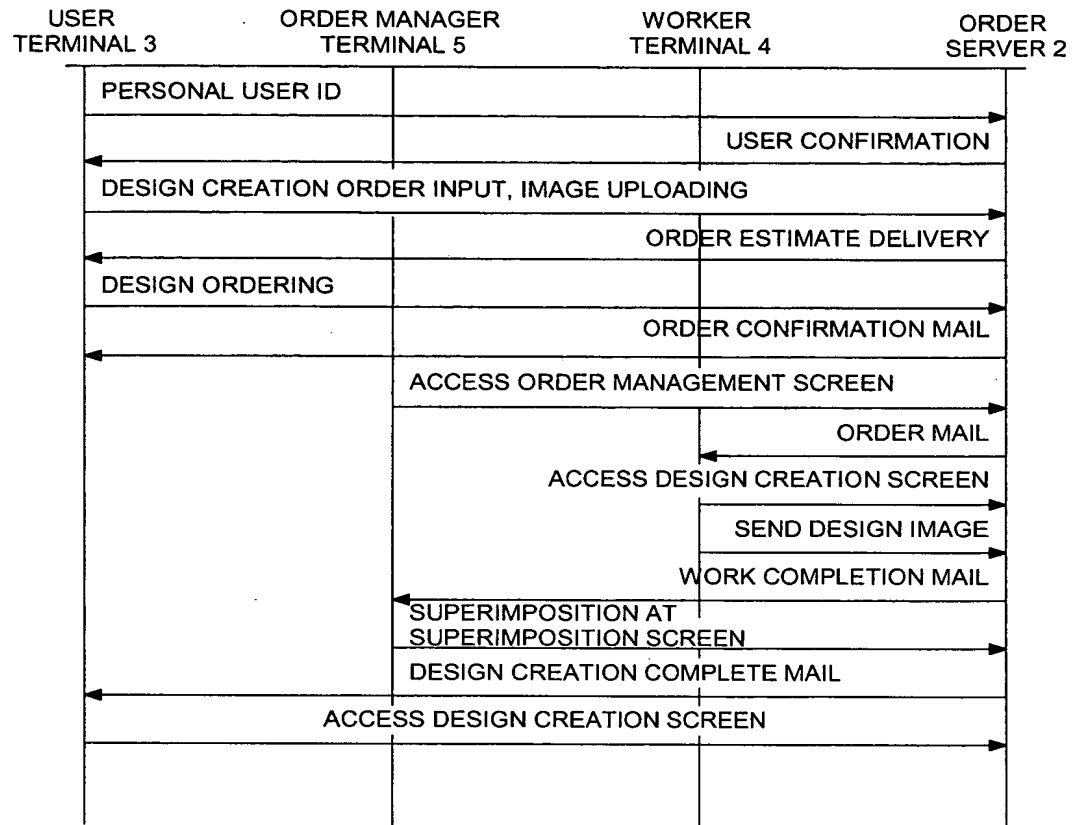 USER
TERMINAL 3
ORDER MANAGER
TERMINAL 5
WORKER
TERMINAL 4
ORDER
SERVER 2
PERSONAL USER ID
USER CONFIRMATION
DESIGN CREATION ORDER INPUT, IMAGE UPLOADING
ORDER ESTIMATE DELIVERY
DESIGN ORDERING
ORDER CONFIRMATION MAIL
ACCESS ORDER MANAGEMENT SCREEN
ORDER MAIL
ACCESS DESIGN CREATION SCREEN
SEND DESIGN IMAGE
WORK COMPLETION MAIL
SUPERIMPOSITION AT
SUPERIMPOSITION SCREEN
DESIGN CREATION COMPLETE MAIL
ACCESS DESIGN CREATION SCREEN